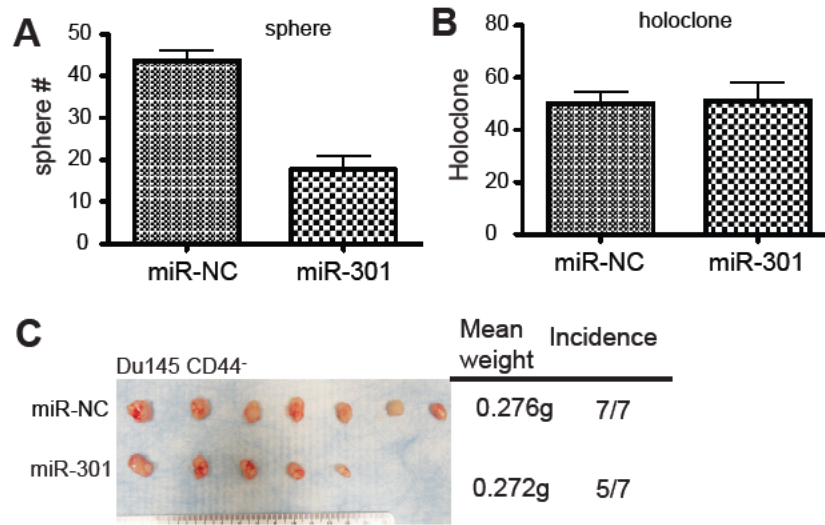 A
sphere
sphere #
50
40
30
20
10
0
miR-NC
miR-301
B
holoclone
Holoclone
80
60
40
20
0
miR-NC
miR-301
C
Du145 CD44-
Mean weight
Incidence
miR-NC
0.276g
7/7
miR-301
0.272g
5/7